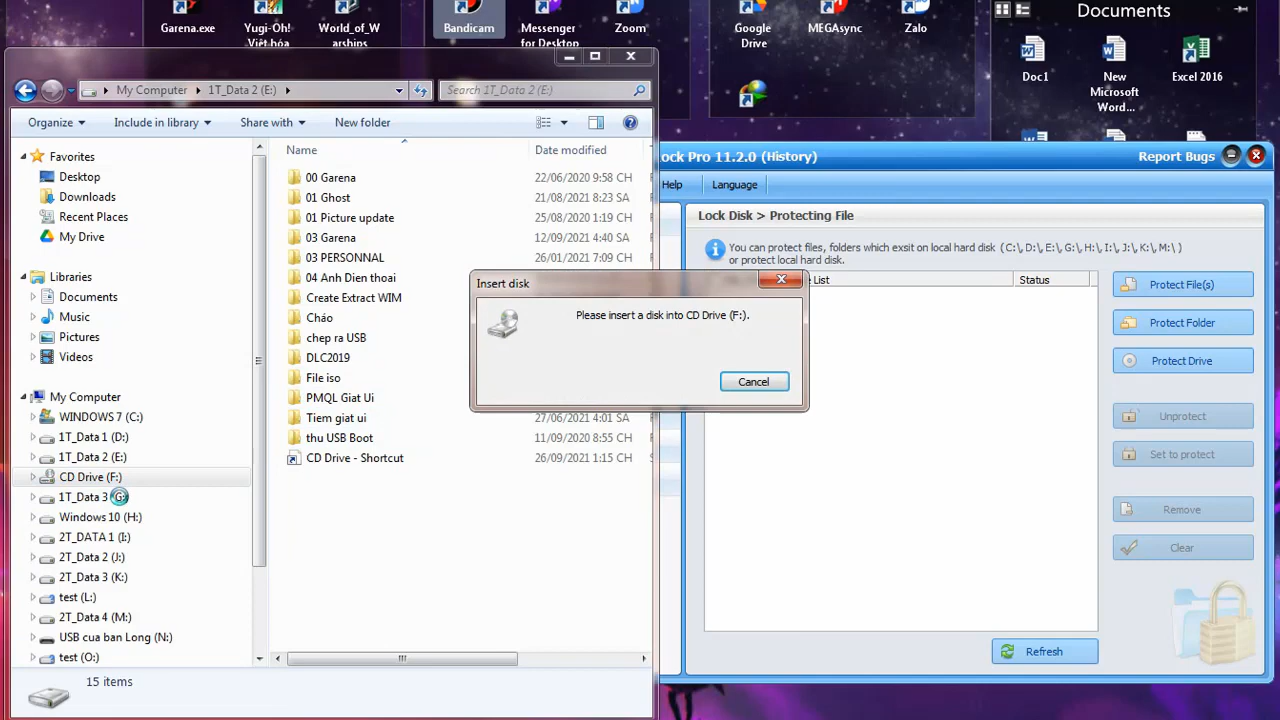 Garena.exe
Yugi-Oh!
Việt hóa
World_of_W
arships
Bandicam
Messenger
for Desktop
Zoom
Google
Drive
MEGAsync
Zalo
Documents
Doc1
New
Microsoft
Word...
Excel 2016
My Computer
1T_Data 2 (E:)
Search 1T_Data 2 (E:)
Organize
Include in library
Share with
New folder
Favorites
Desktop
Downloads
Recent Places
My Drive
Libraries
Documents
Music
Pictures
Videos
My Computer
WINDOWS 7 (C:)
1T_Data 1 (D:)
1T_Data 2 (E:)
CD Drive (F:)
1T_Data 3 (G:)
Windows 10 (H:)
2T_DATA 1 (I:)
2T_Data 2 (J:)
2T_Data 3 (K:)
test (L:)
2T_Data 4 (M:)
USB cua ban Long (N:)
test (O:)
Name
Date modified
00 Garena
22/06/2020 9:58 CH
01 Ghost
21/08/2021 8:23 SA
01 Picture update
25/08/2020 1:19 CH
03 Garena
12/09/2021 4:40 SA
03 PERSONNAL
26/01/2021 7:09 CH
04 Anh Dien thoai
Create Extract WIM
Cháo
chep ra USB
DLC2019
File iso
PMQL Giat Ui
Tiem giat ui
27/06/2021 4:01 SA
thu USB Boot
11/09/2020 8:55 CH
CD Drive - Shortcut
26/09/2021 1:15 CH
15 items
Insert disk
Please insert a disk into CD Drive (F:).
Cancel
ock Pro 11.2.0 (History)
Report Bugs
Help
Language
Lock Disk > Protecting File
You can protect files, folders which exsit on local hard disk (C:\, D:\, E:\, G:\, H:\, I:\, J:\, K:\, M:\)
or protect local hard disk.
List
Status
Protect File(s)
Protect Folder
Protect Drive
Unprotect
Set to protect
Remove
Clear
Refresh